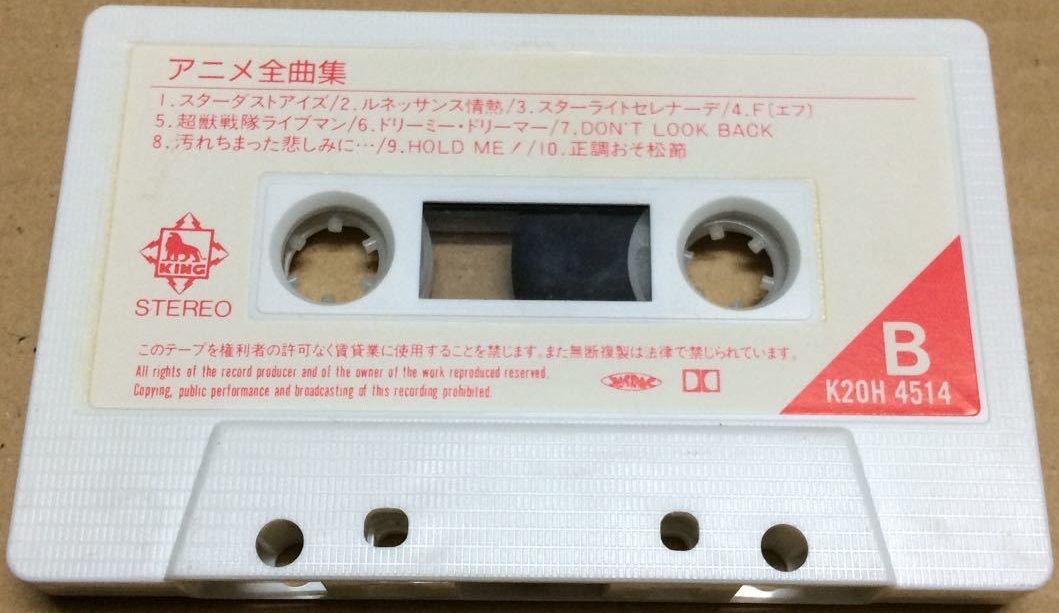 アニメ全曲集
1.スターダストアイズ/2.ルネッサンス情熱/3.スターライトセレナーデ/4.F〔エフ〕
5.超獣戦隊ライブマン/6.ドリーミー・ドリーマー/7.DON'T LOOK BACK
8.汚れちまった悲しみに…/9.HOLD ME!/10.正調おそ松節
KING
STEREO
このテープを権利者の許可なく賃貸業に使用することを禁じます。また無断複製は法律で禁じられています。
All rights of the record producer and of the owner of the work reproduced reserved.
Copying, public performance and broadcasting of this recording prohibited.
B
K20H 4514